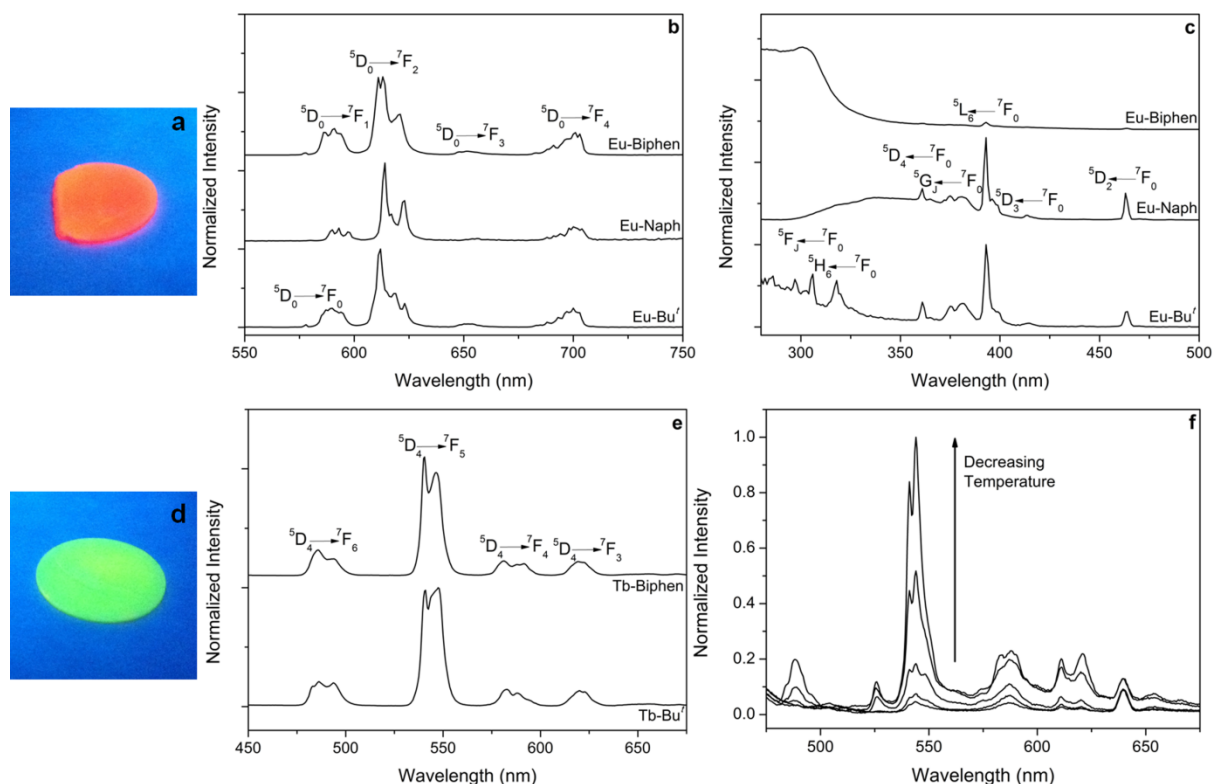 a
b
Normalized Intensity
⁵D₀→⁷F₁
⁵D₀→⁷F₂
⁵D₀→⁷F₃
⁵D₀→⁷F₄
Eu-Biphen
Eu-Naph
⁵D₀→⁷F₀
Eu-Buᵗ
550 600 650 700 750
Wavelength (nm)
c
Normalized Intensity
⁵L₆←⁷F₀
Eu-Biphen
⁵D₄←⁷F₀
⁵G_J←⁷F₀
⁵D₃←⁷F₀
⁵D₂←⁷F₀
Eu-Naph
⁵F_J←⁷F₀
⁵H₆←⁷F₀
Eu-Buᵗ
300 350 400 450 500
Wavelength (nm)
d
e
Normalized Intensity
⁵D₄→⁷F₆
⁵D₄→⁷F₅
⁵D₄→⁷F₄
⁵D₄→⁷F₃
Tb-Biphen
Tb-Buᵗ
450 500 550 600 650
Wavelength (nm)
f
Normalized Intensity
1.0
0.8
0.6
0.4
0.2
0.0
Decreasing
Temperature
500 550 600 650
Wavelength (nm)